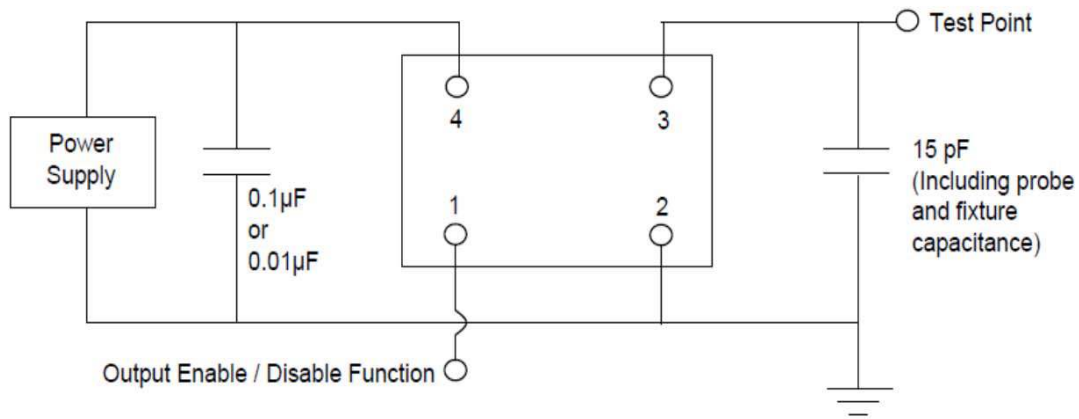 Test Point
4
3
Power
Supply
0.1µF
or
0.01µF
1
2
15 pF
(Including probe
and fixture
capacitance)
Output Enable / Disable Function